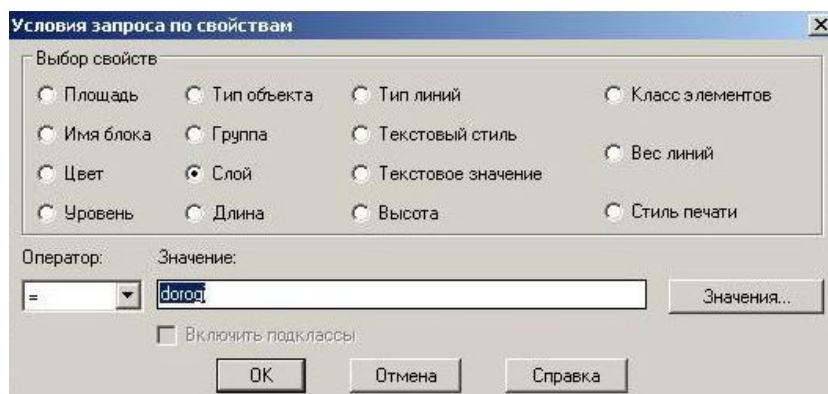 Условия запроса по свойствам
Выбор свойств
Площадь Тип объекта Тип линий Класс элементов
Имя блока Группа Текстовый стиль Вес линий
Цвет Слой Текстовое значение
Уровень Длина Высота Стиль печати
Оператор: Значение:
= dorogi Значения...
Включить подклассы
OK Отмена Справка